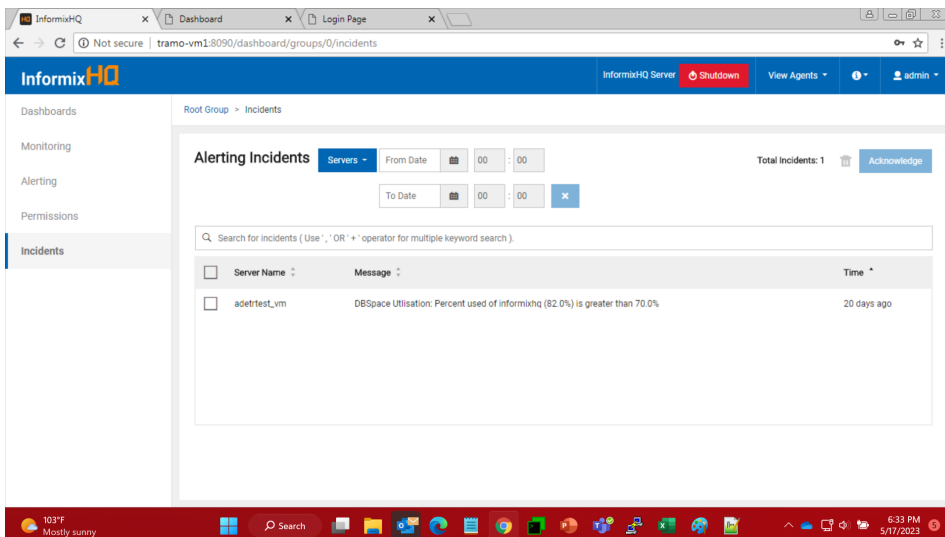 InformixHQ
Dashboard
Login Page
Not secure | tramo-vm1:8090/dashboard/groups/0/incidents
InformixHQ
InformixHQ Server
Shutdown
View Agents
admin
Dashboards
Monitoring
Alerting
Permissions
Incidents
Root Group > Incidents
Alerting Incidents
Servers
From Date
00 : 00
Total Incidents: 1
Acknowledge
To Date
00 : 00
Search for incidents ( Use ' , ' OR ' + ' operator for multiple keyword search ).
Server Name
Message
Time
adetrtest_vm
DBSpace Utlisation: Percent used of informixhq (82.0%) is greater than 70.0%
20 days ago
103°F
Mostly sunny
Search
6:33 PM
5/17/2023
5